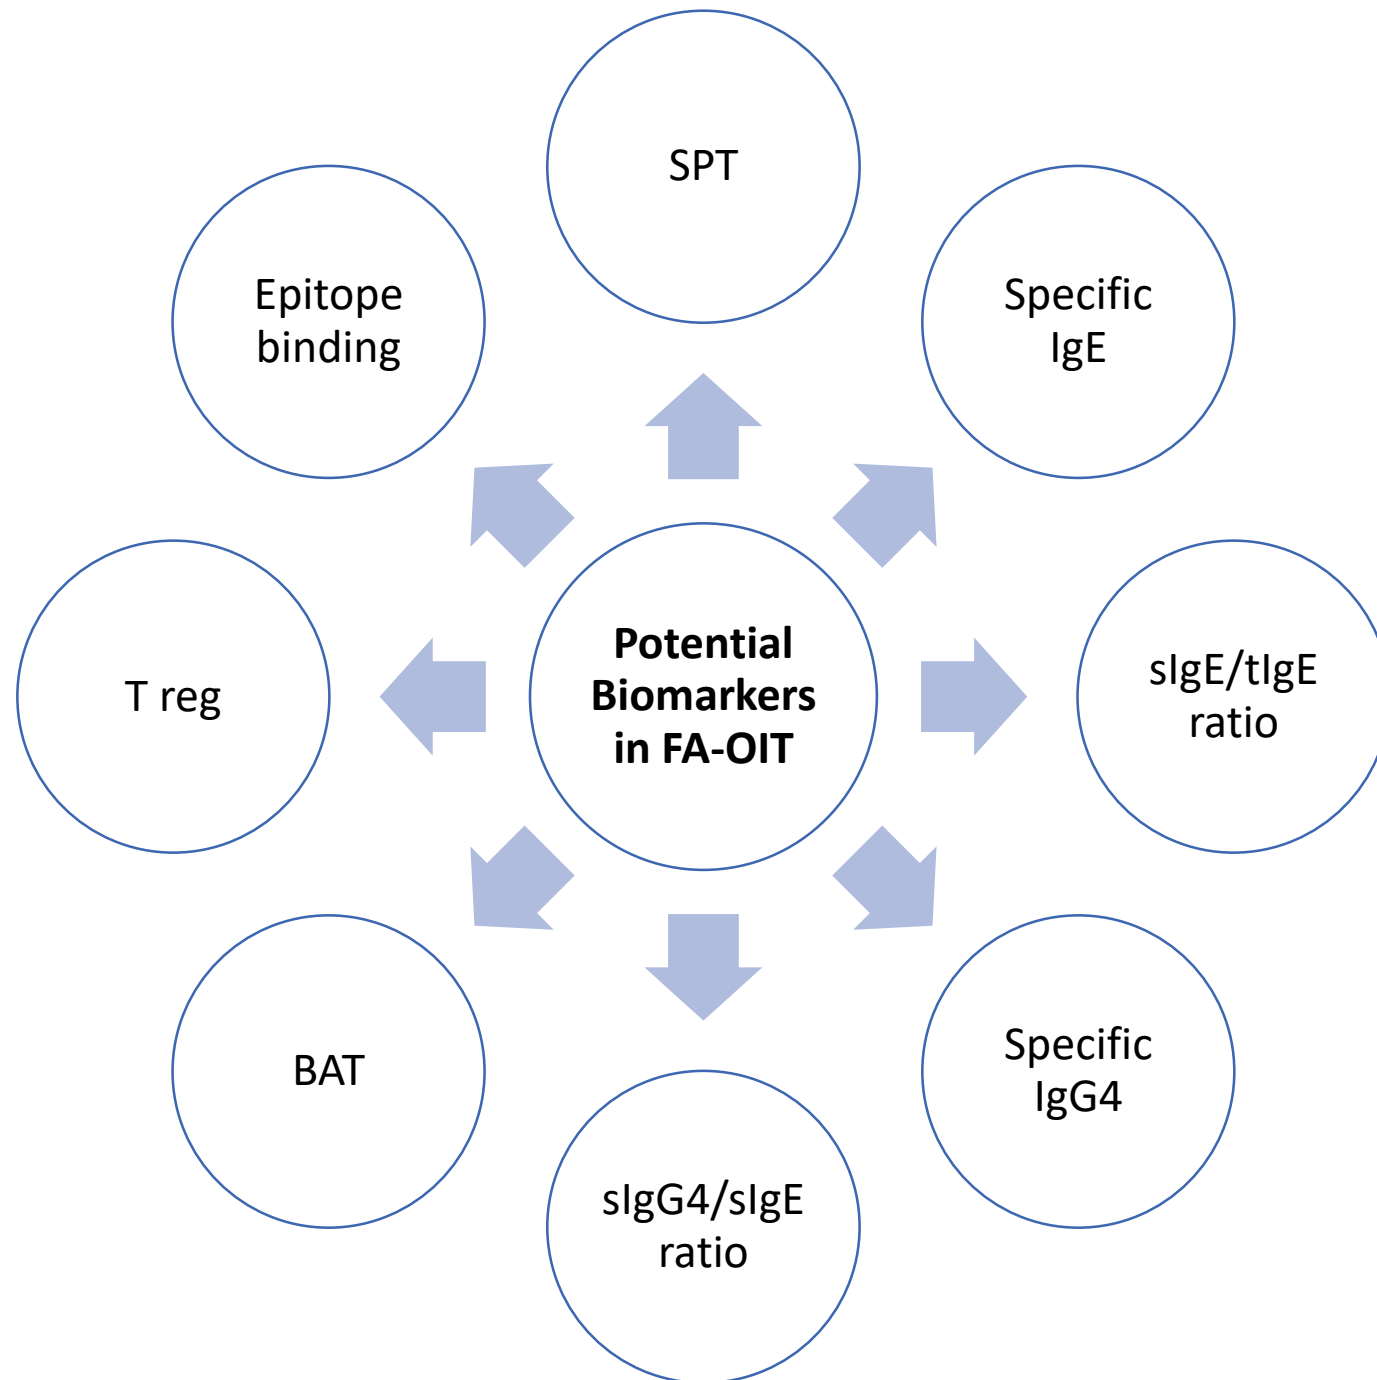 SPT
Specific
IgE
sIgE/tIgE
ratio
Specific
IgG4
sIgG4/sIgE
ratio
BAT
T reg
Epitope
binding
Potential
Biomarkers
in FA-OIT